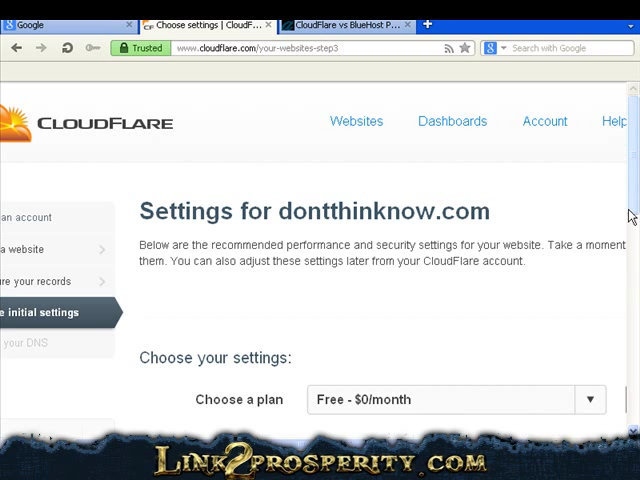 Google
Choose settings | CloudF...
CloudFlare vs BlueHost P...
Trusted
www.cloudflare.com/your-websites-step3
Search with Google
CLOUDFLARE
Websites
Dashboards
Account
Help
Settings for dontthinknow.com
an account
Below are the recommended performance and security settings for your website. Take a moment
a website
them. You can also adjust these settings later from your CloudFlare account.
re your records
e initial settings
your DNS
Choose your settings:
Choose a plan
Free - $0/month
LINK2PROSPERITY.COM